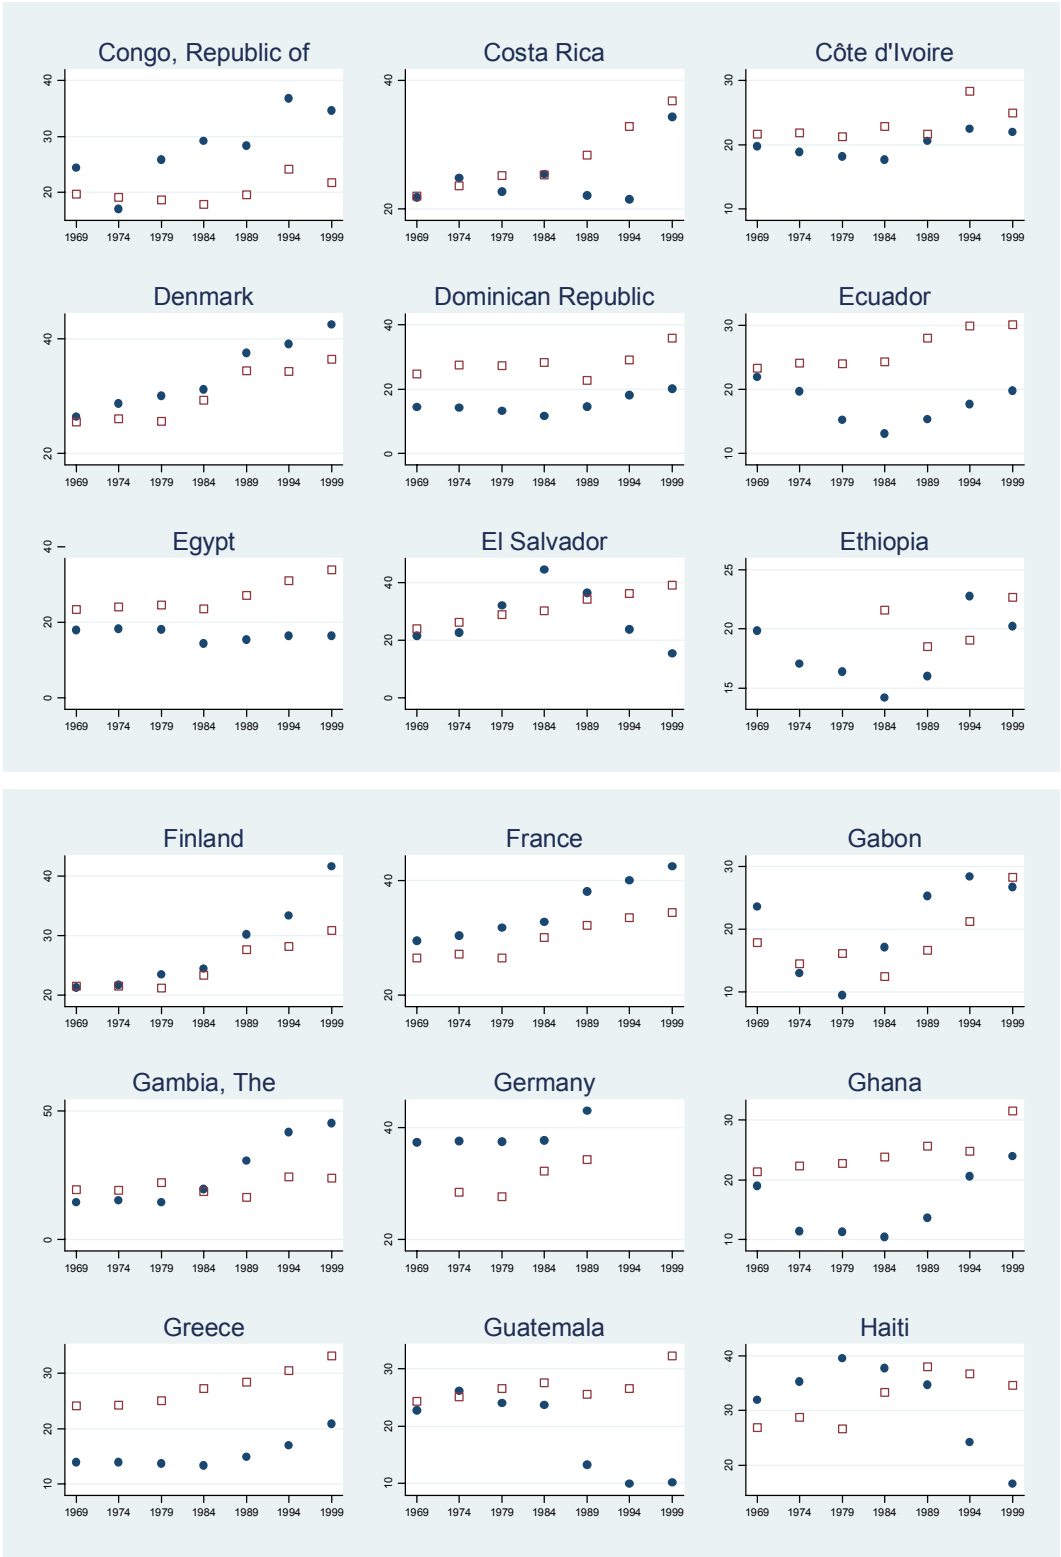 Congo, Republic of Costa Rica Côte d'Ivoire
40 30 20
40 20
30 20 10
1969 1974 1979 1984 1989 1994 1999 1969 1974 1979 1984 1989 1994 1999 1969 1974 1979 1984 1989 1994 1999
Denmark Dominican Republic Ecuador
40 20
40 20 0
30 20 10
1969 1974 1979 1984 1989 1994 1999 1969 1974 1979 1984 1989 1994 1999 1969 1974 1979 1984 1989 1994 1999
Egypt El Salvador Ethiopia
40 20 0
40 20 0
25 20 15
1969 1974 1979 1984 1989 1994 1999 1969 1974 1979 1984 1989 1994 1999 1969 1974 1979 1984 1989 1994 1999
Finland France Gabon
40 30 20
40 20
30 20 10
1969 1974 1979 1984 1989 1994 1999 1969 1974 1979 1984 1989 1994 1999 1969 1974 1979 1984 1989 1994 1999
Gambia, The Germany Ghana
50 0
40 20
30 20 10
1969 1974 1979 1984 1989 1994 1999 1969 1974 1979 1984 1989 1994 1999 1969 1974 1979 1984 1989 1994 1999
Greece Guatemala Haiti
30 20 10
30 20 10
40 30 20
1969 1974 1979 1984 1989 1994 1999 1969 1974 1979 1984 1989 1994 1999 1969 1974 1979 1984 1989 1994 1999